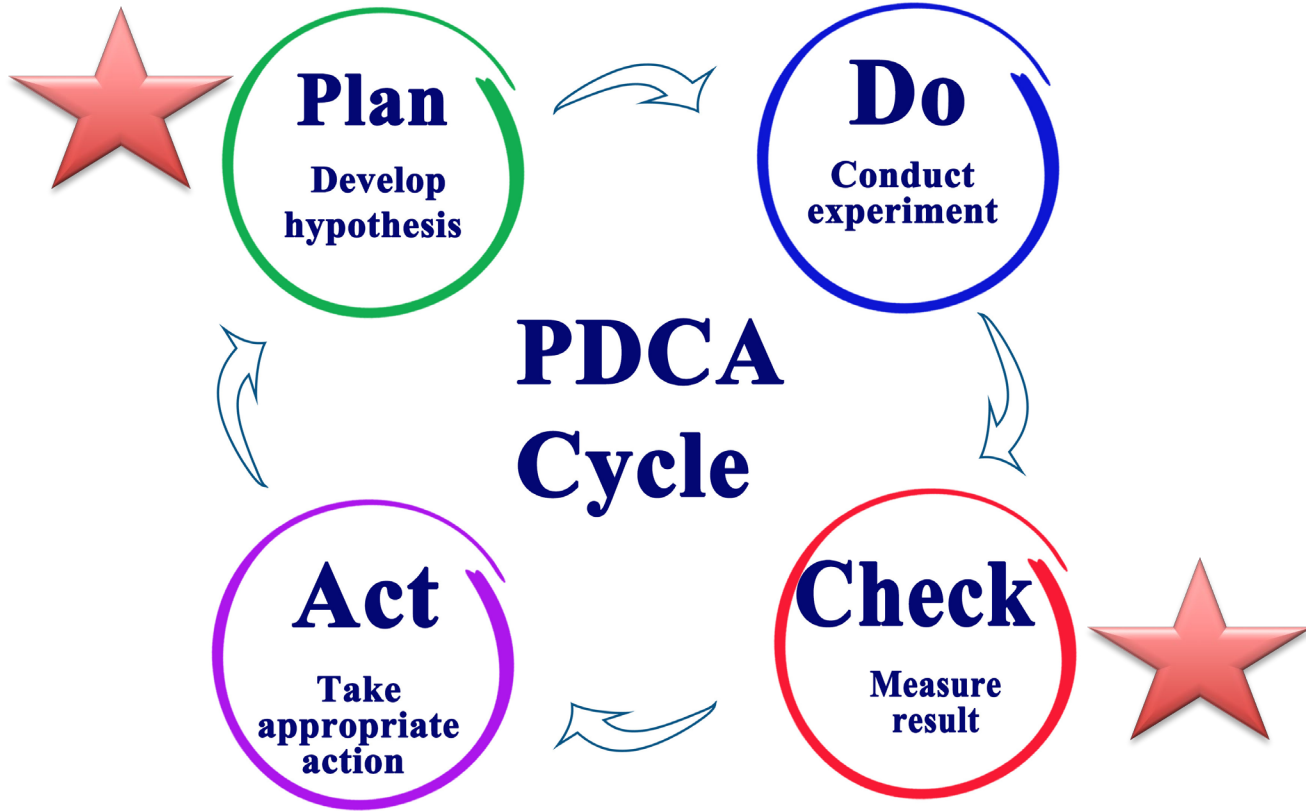 Plan
Develop
hypothesis
Do
Conduct
experiment
PDCA
Cycle
Act
Take
appropriate
action
Check
Measure
result